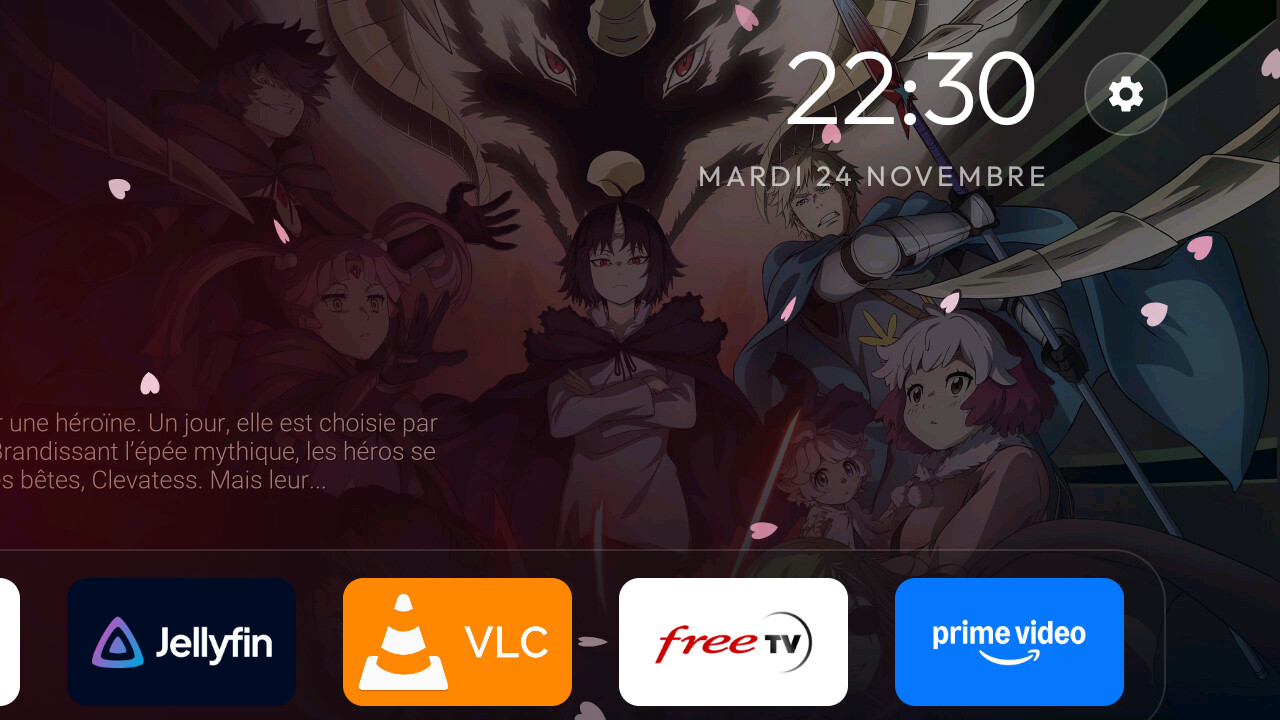 22:30
MARDI 24 NOVEMBRE
r une héroïne. Un jour, elle est choisie par
Brandissant l’épée mythique, les héros se
s bêtes, Clevatess. Mais leur...
Jellyfin
VLC
free TV
prime video